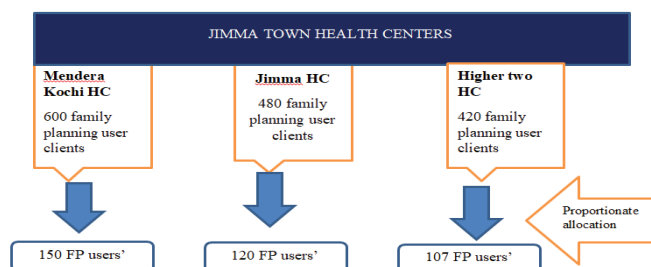 JIMMA TOWN HEALTH CENTERS
Mendera
Kochi HC
600 family
planning user
clients
Jimma HC
480 family
planning user
clients
Higher two
HC
420 family
planning user
clients
Proportionate
allocation
150 FP users’
120 FP users’
107 FP users’